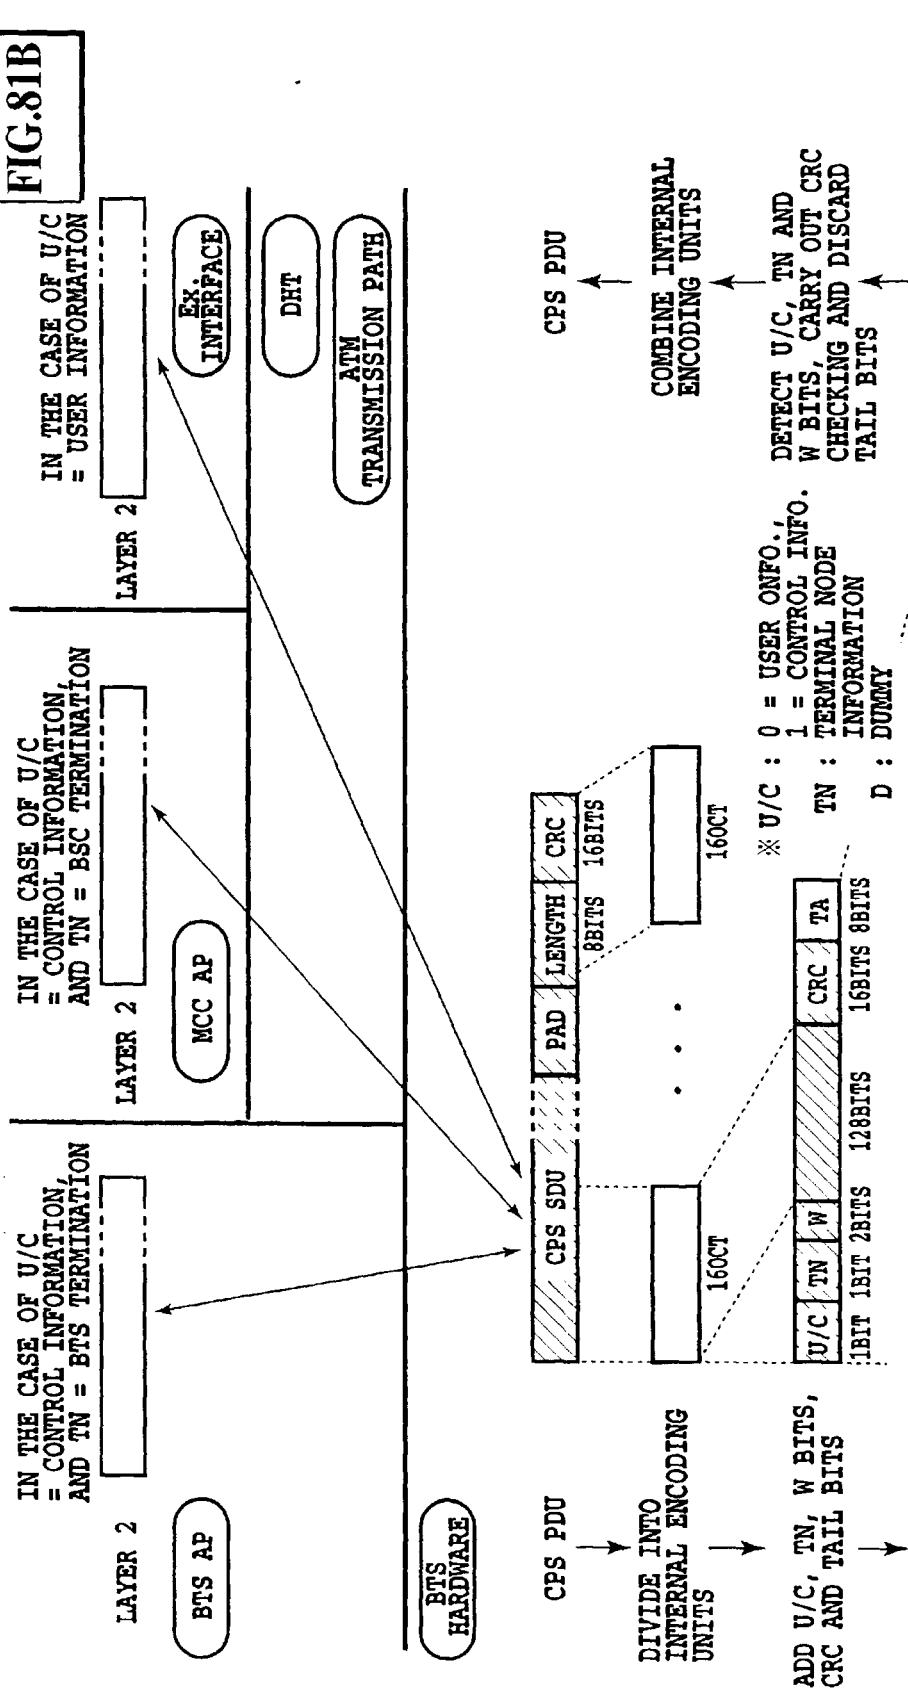 FIG.81B
IN THE CASE OF U/C
= CONTROL INFORMATION,
AND TN = BTS TERMINATION
LAYER 2
BTS AP
IN THE CASE OF U/C
= CONTROL INFORMATION,
AND TN = BSC TERMINATION
LAYER 2
MCC AP
IN THE CASE OF U/C
= USER INFORMATION
LAYER 2
Ex.
INTERFACE
DHT
ATM
TRANSMISSION PATH
BTS
HARDWARE
CPS PDU
DIVIDE INTO
INTERNAL ENCODING
UNITS
ADD U/C, TN, W BITS,
CRC AND TAIL BITS
CPS SDU
PAD
LENGTH
CRC
8BITS
16BITS
16OCT
• • •
16OCT
U/C
TN
W
CRC
TA
1BIT
1BIT
2BITS
128BITS
16BITS
8BITS
※ U/C : 0 = USER ONFO.,
1 = CONTROL INFO.
TN : TERMINAL NODE
INFORMATION
D : DUMMY
CPS PDU
COMBINE INTERNAL
ENCODING UNITS
DETECT U/C, TN AND
W BITS, CARRY OUT CRC
CHECKING AND DISCARD
TAIL BITS